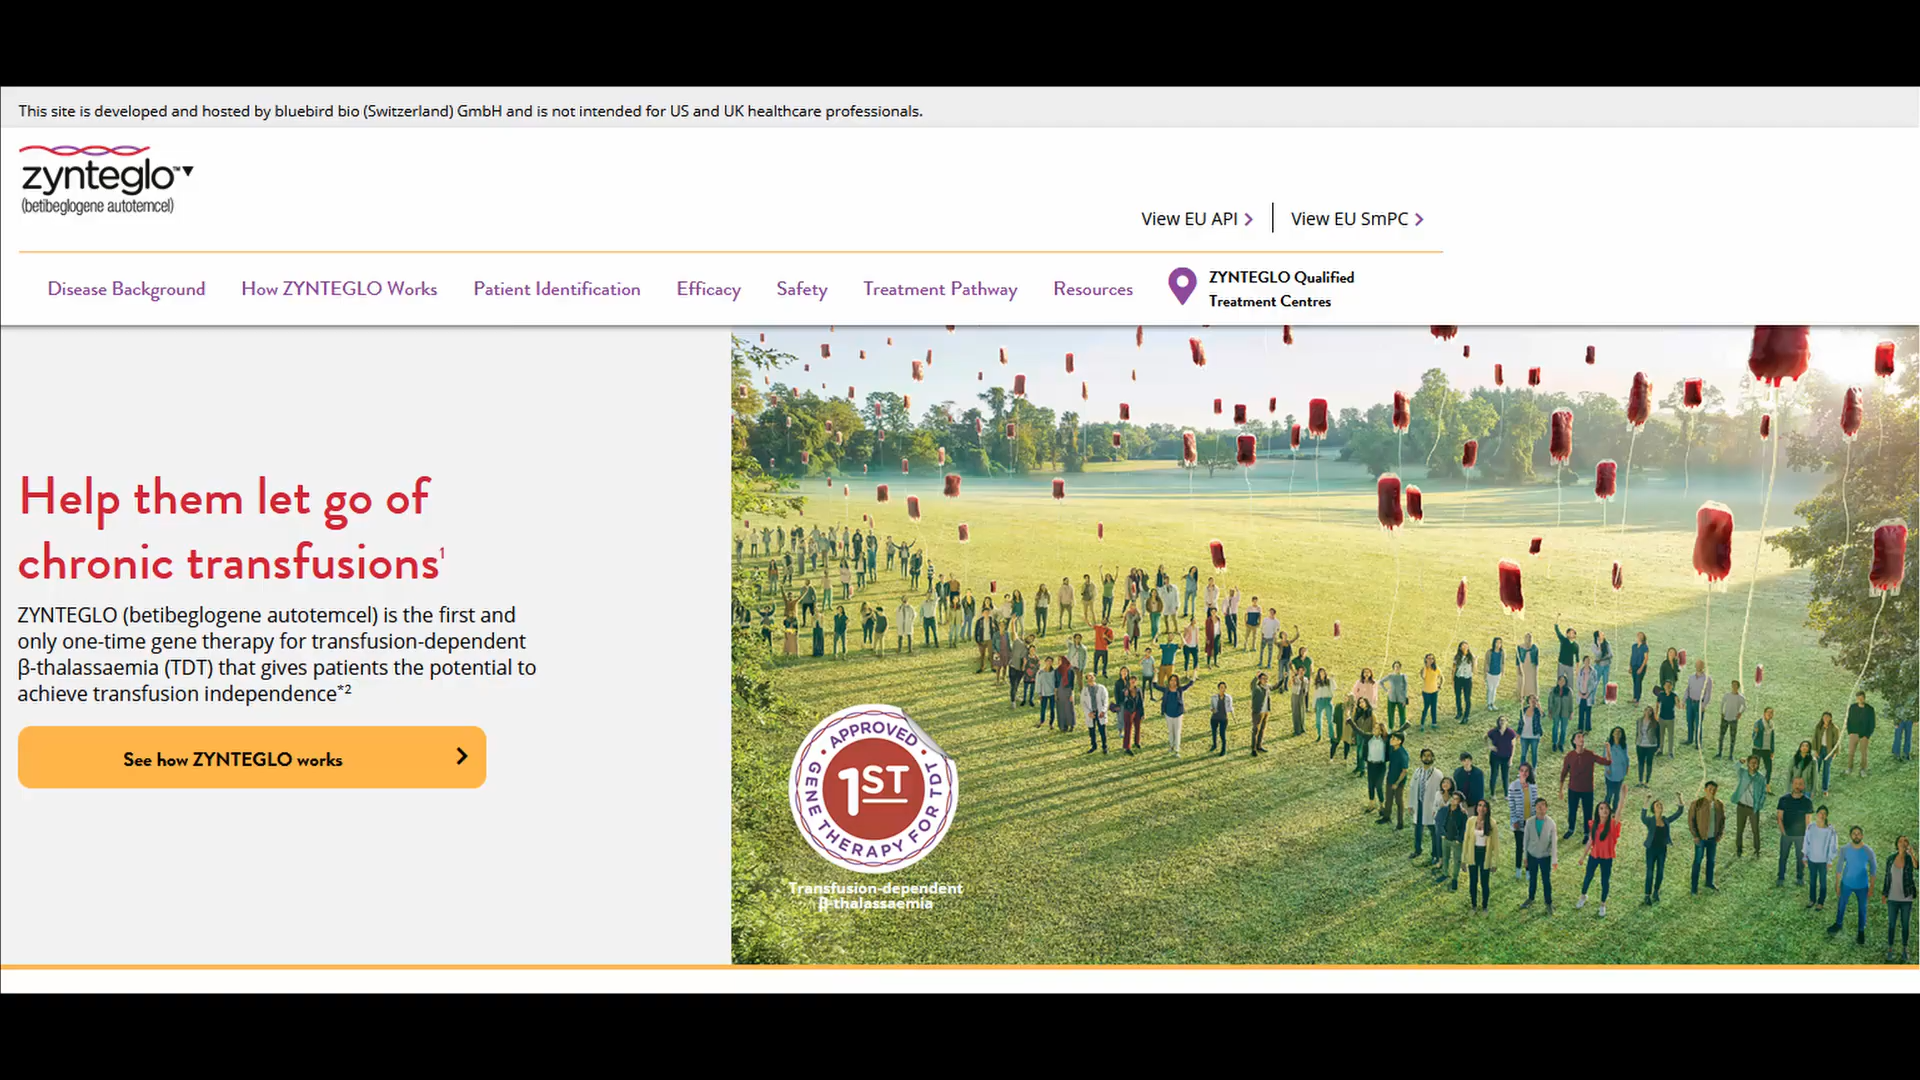 This site is developed and hosted by bluebird bio (Switzerland) GmbH and is not intended for US and UK healthcare professionals.
zynteglo™▼
(betibeglogene autotemcel)
View EU API
View EU SmPC
Disease Background
How ZYNTEGLO Works
Patient Identification
Efficacy
Safety
Treatment Pathway
Resources
ZYNTEGLO Qualified
Treatment Centres
Help them let go of
chronic transfusions¹
ZYNTEGLO (betibeglogene autotemcel) is the first and
only one-time gene therapy for transfusion-dependent
β-thalassaemia (TDT) that gives patients the potential to
achieve transfusion independence*²
See how ZYNTEGLO works
APPROVED
1ST
GENE THERAPY FOR TDT
Transfusion-dependent
β-thalassaemia